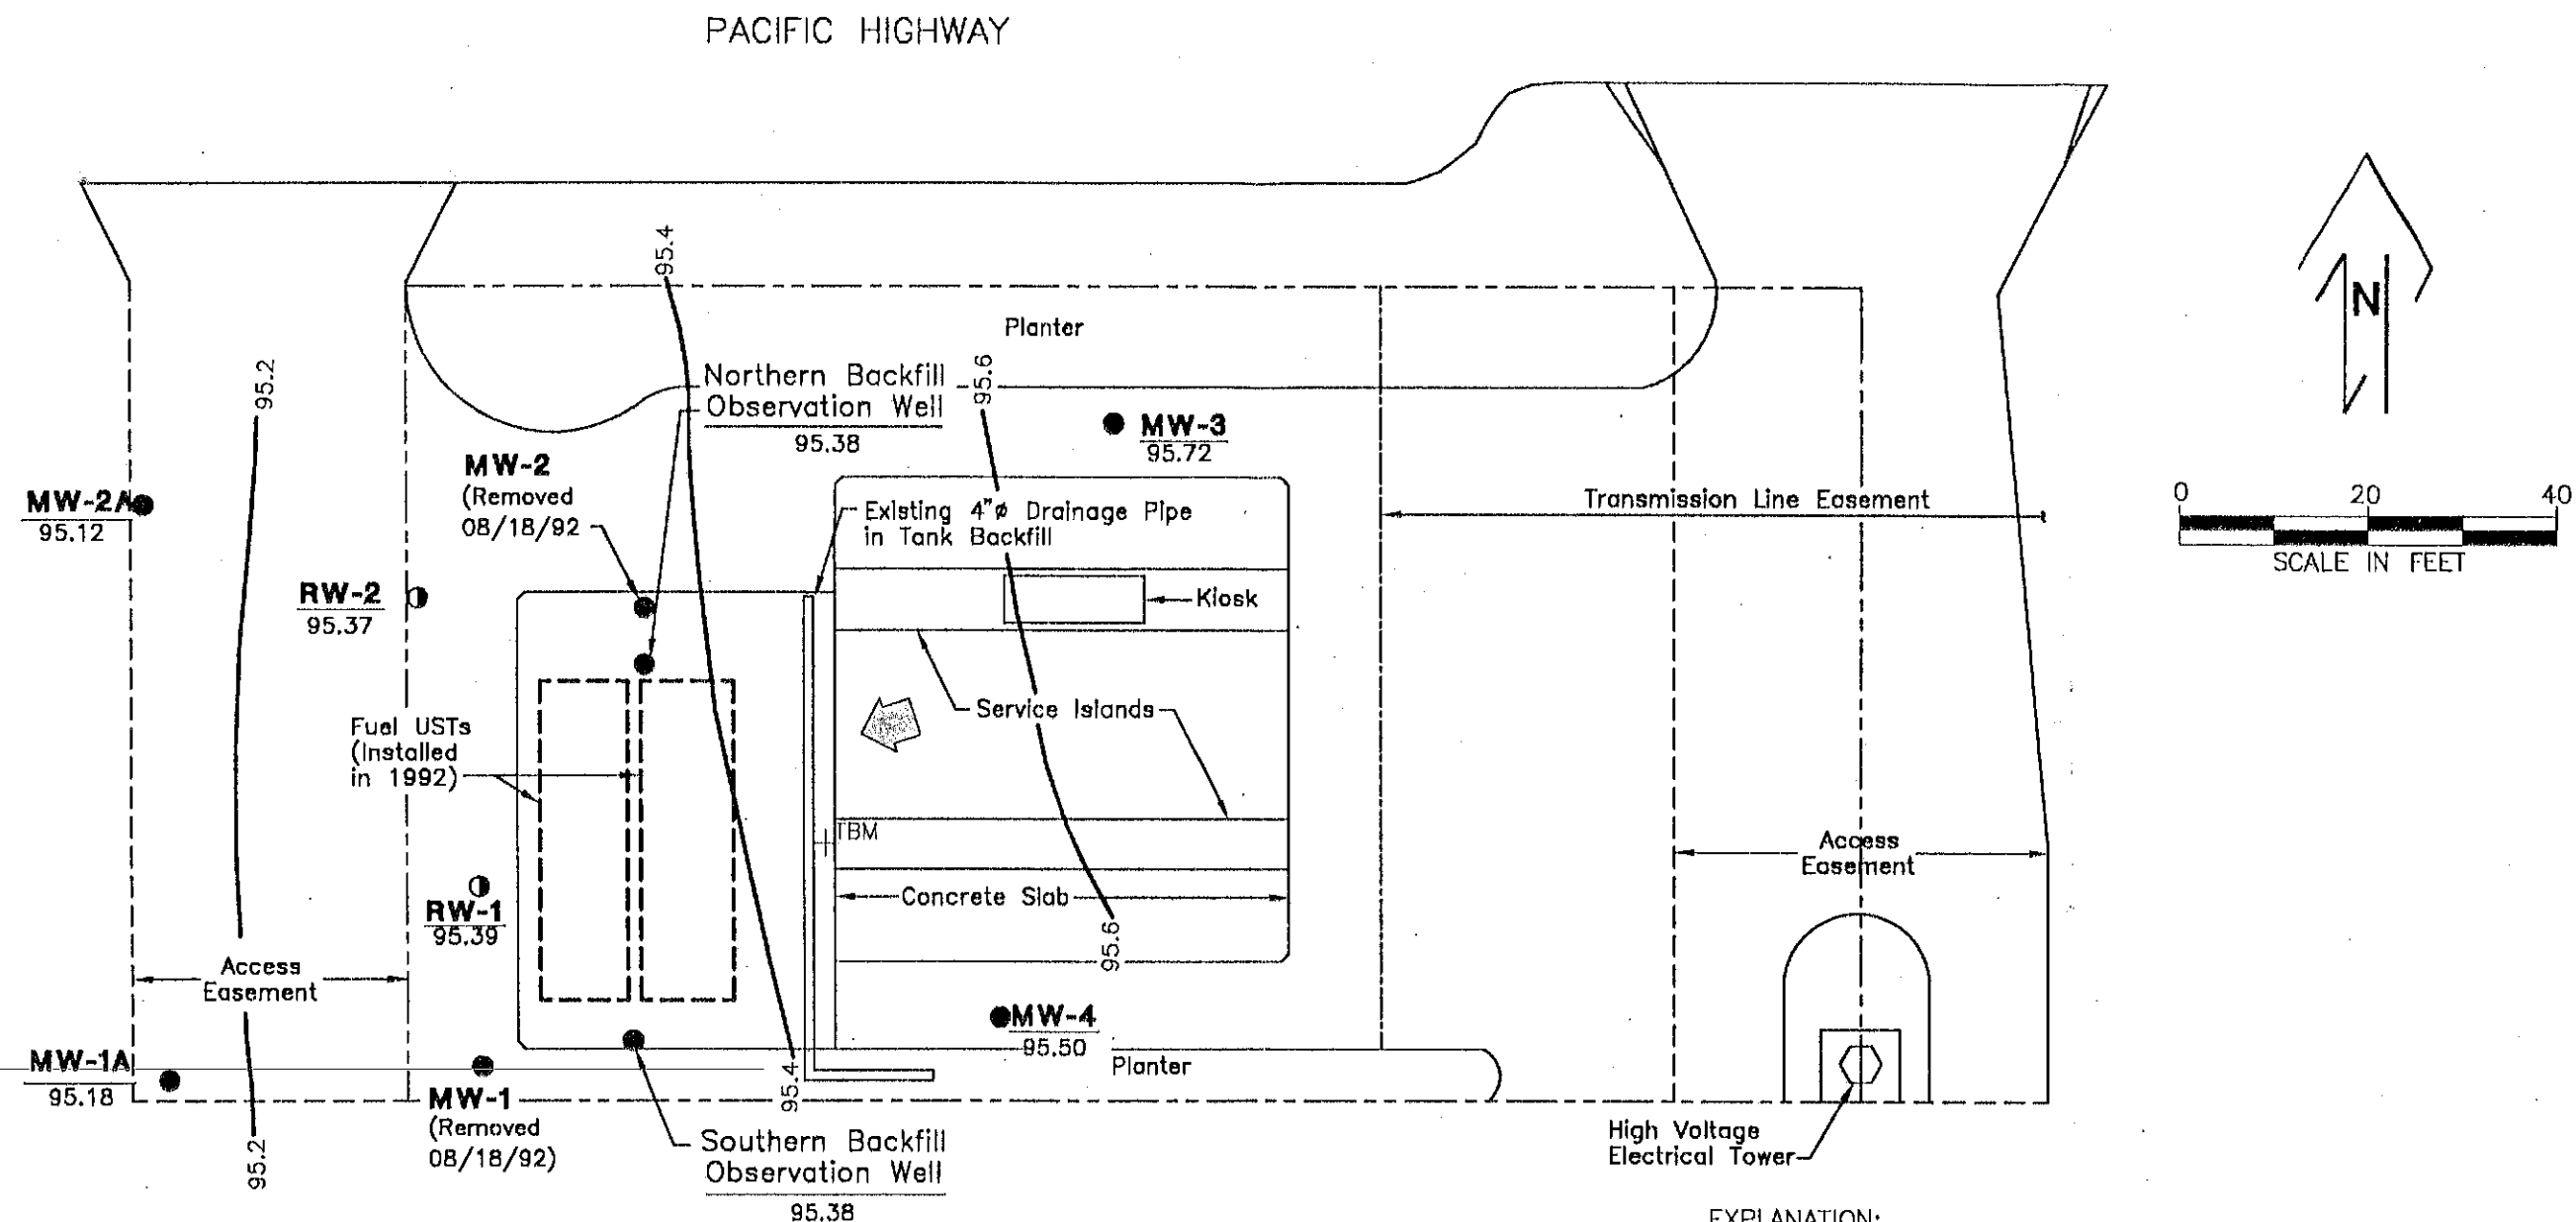 PACIFIC HIGHWAY
95.4
Planter
95.2
Northern Backfill
Observation Well
95.38
95.6
MW-3
95.72
N
MW-2
(Removed
08/18/92
MW-2A
95.12
Existing 4"ø Drainage Pipe
in Tank Backfill
Transmission Line Easement
0 20 40
SCALE IN FEET
RW-2
95.37
Kiosk
Service Islands
Fuel USTs
(Installed
in 1992)
TBM
Access
Easement
Concrete Slab
RW-1
95.39
95.6
Access
Easement
MW-4
95.50
MW-1A
95.18
Planter
95.4
MW-1
(Removed
08/18/92)
95.2
Southern Backfill
Observation Well
95.38
High Voltage
Electrical Tower
EXPLANATION: